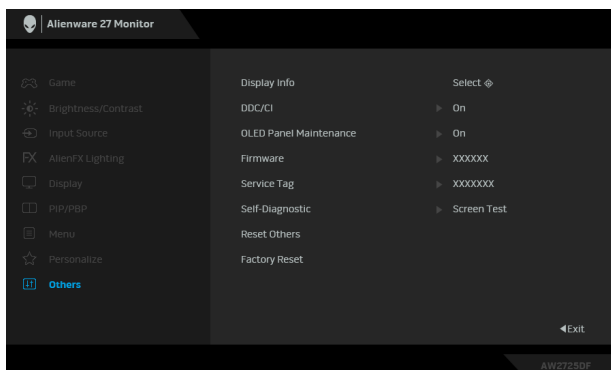 Alienware 27 Monitor
Game
Display Info Select
Brightness/Contrast
DDC/CI On
Input Source
OLED Panel Maintenance On
AlienFX Lighting
Firmware XXXXXX
Display
Service Tag XXXXXXX
PIP/PBP
Self-Diagnostic Screen Test
Menu
Reset Others
Personalize
Factory Reset
Others
Exit
AW2725DF